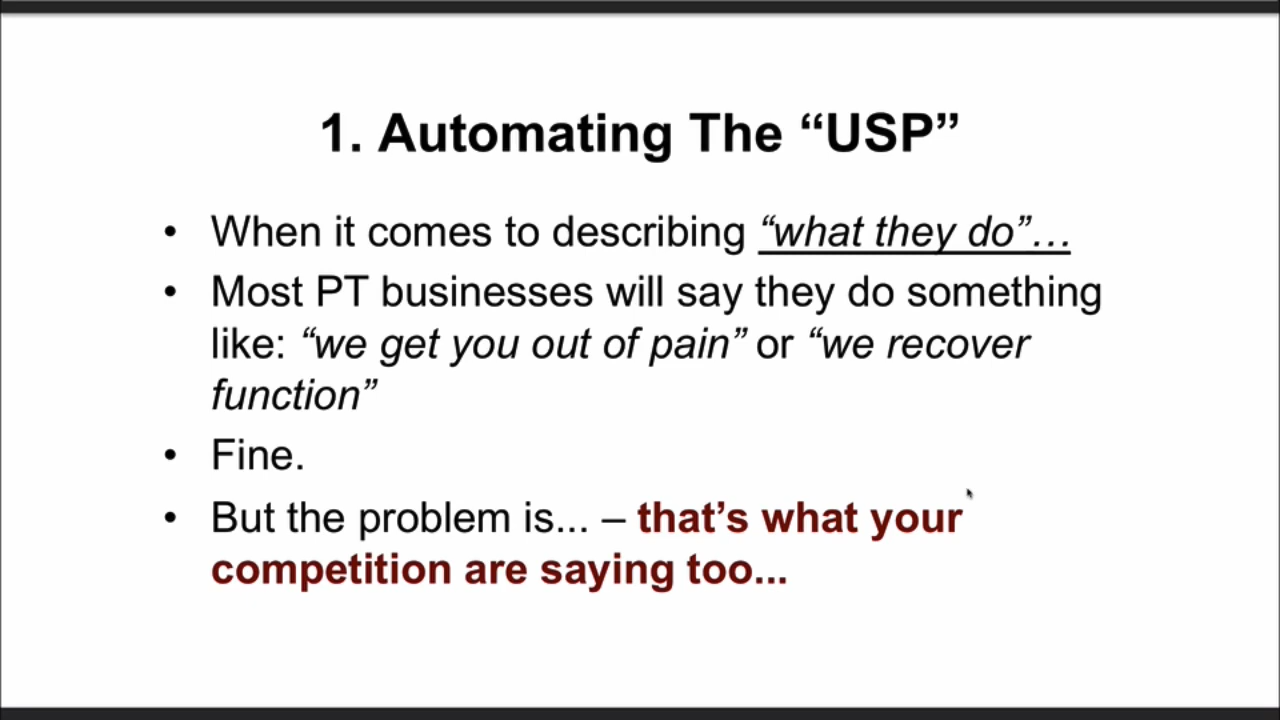 1. Automating The “USP”
• When it comes to describing “what they do”…
• Most PT businesses will say they do something
like: “we get you out of pain” or “we recover
function”
• Fine.
• But the problem is... – that’s what your
competition are saying too...